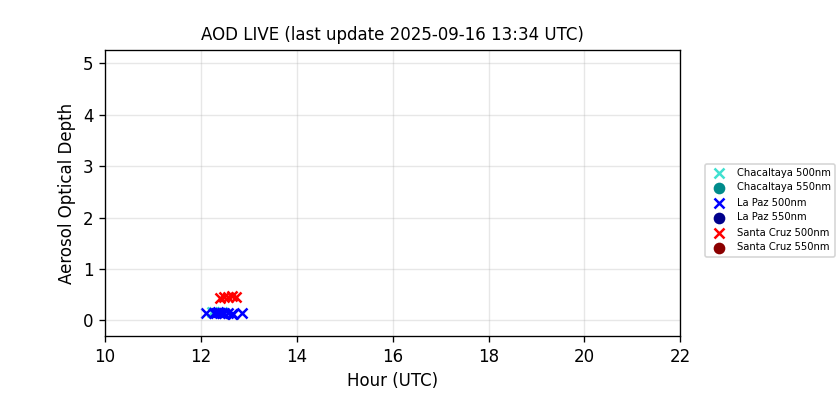 AOD LIVE (last update 2025-09-16 13:34 UTC)
Aerosol Optical Depth
5
4
3
2
1
0
10 12 14 16 18 20 22
Hour (UTC)
Chacaltaya 500nm
Chacaltaya 550nm
La Paz 500nm
La Paz 550nm
Santa Cruz 500nm
Santa Cruz 550nm